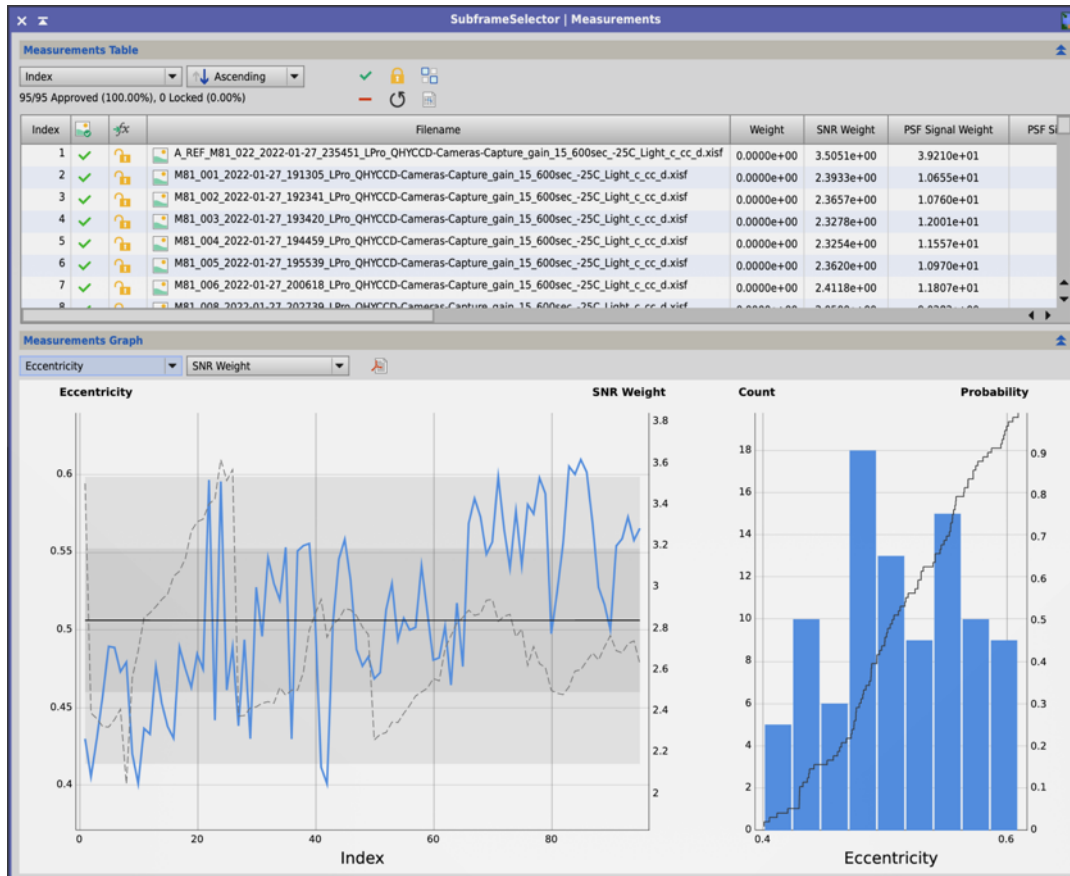 SubframeSelector | Measurements
Measurements Table
Index Ascending
95/95 Approved (100.00%), 0 Locked (0.00%)
Index fx Filename Weight SNR Weight PSF Signal Weight PSF Si
1 A_REF_M81_022_2022-01-27_235451_LPro_QHYCCD-Cameras-Capture_gain_15_600sec_-25C_Light_c_cc_d.xisf 0.0000e+00 3.5051e+00 3.9210e+01
2 M81_001_2022-01-27_191305_LPro_QHYCCD-Cameras-Capture_gain_15_600sec_-25C_Light_c_cc_d.xisf 0.0000e+00 2.3933e+00 1.0655e+01
3 M81_002_2022-01-27_192341_LPro_QHYCCD-Cameras-Capture_gain_15_600sec_-25C_Light_c_cc_d.xisf 0.0000e+00 2.3657e+00 1.0760e+01
4 M81_003_2022-01-27_193420_LPro_QHYCCD-Cameras-Capture_gain_15_600sec_-25C_Light_c_cc_d.xisf 0.0000e+00 2.3278e+00 1.2001e+01
5 M81_004_2022-01-27_194459_LPro_QHYCCD-Cameras-Capture_gain_15_600sec_-25C_Light_c_cc_d.xisf 0.0000e+00 2.3254e+00 1.1557e+01
6 M81_005_2022-01-27_195539_LPro_QHYCCD-Cameras-Capture_gain_15_600sec_-25C_Light_c_cc_d.xisf 0.0000e+00 2.3620e+00 1.0970e+01
7 M81_006_2022-01-27_200618_LPro_QHYCCD-Cameras-Capture_gain_15_600sec_-25C_Light_c_cc_d.xisf 0.0000e+00 2.4118e+00 1.1807e+01
8 M81_008_2022-01-27_202739_LPro_QHYCCD-Cameras-Capture_gain_15_600sec_-25C_Light_c_cc_d.xisf
Measurements Graph
Eccentricity SNR Weight
Eccentricity SNR Weight
3.8
0.6
3.6
3.4
0.55
3.2
3
0.5
2.8
2.6
0.45
2.4
2.2
0.4
2
0 20 40 60 80
Index
Count Probability
18
0.9
16
0.8
14
0.7
12
0.6
10
0.5
8
0.4
6
0.3
4
0.2
2
0.1
0
0
0.4 0.6
Eccentricity